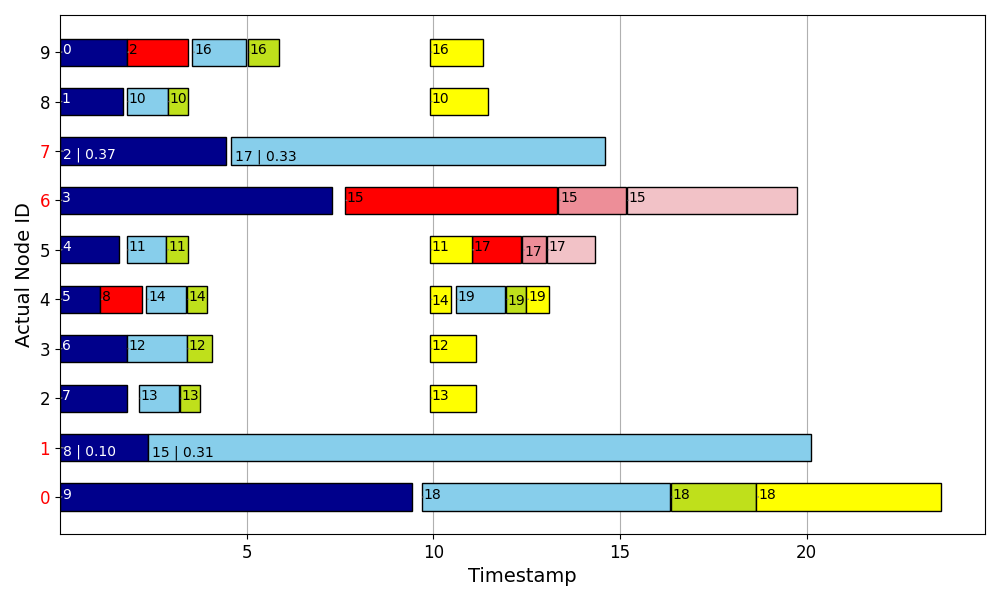 9 0 2 16 16 16
8 1 10 10 10
7 2 | 0.37 17 | 0.33
6 3 15 15 15
5 4 11 11 11 17 17 17
4 5 8 14 14 14 19 19 19
3 6 12 12 12
2 7 13 13 13
1 8 | 0.10 15 | 0.31
0 9 18 18 18
Actual Node ID
5 10 15 20
Timestamp